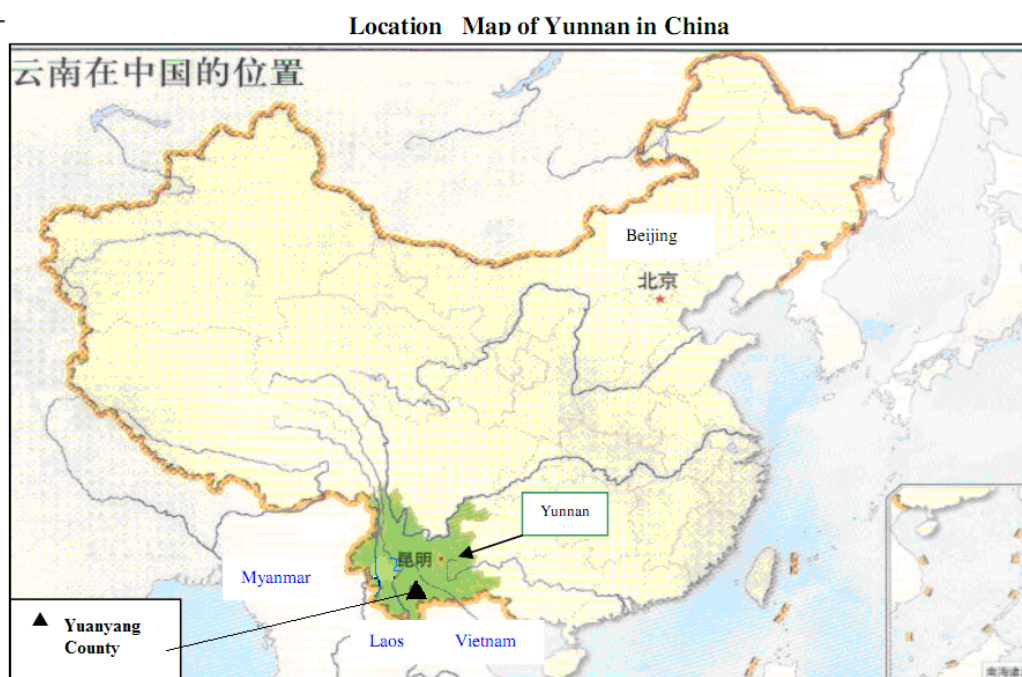 Location Map of Yunnan in China
云南在中国的位置
Beijing
北京
Yunnan
昆明
Myanmar
Yuanyang
County
Laos
Vietnam